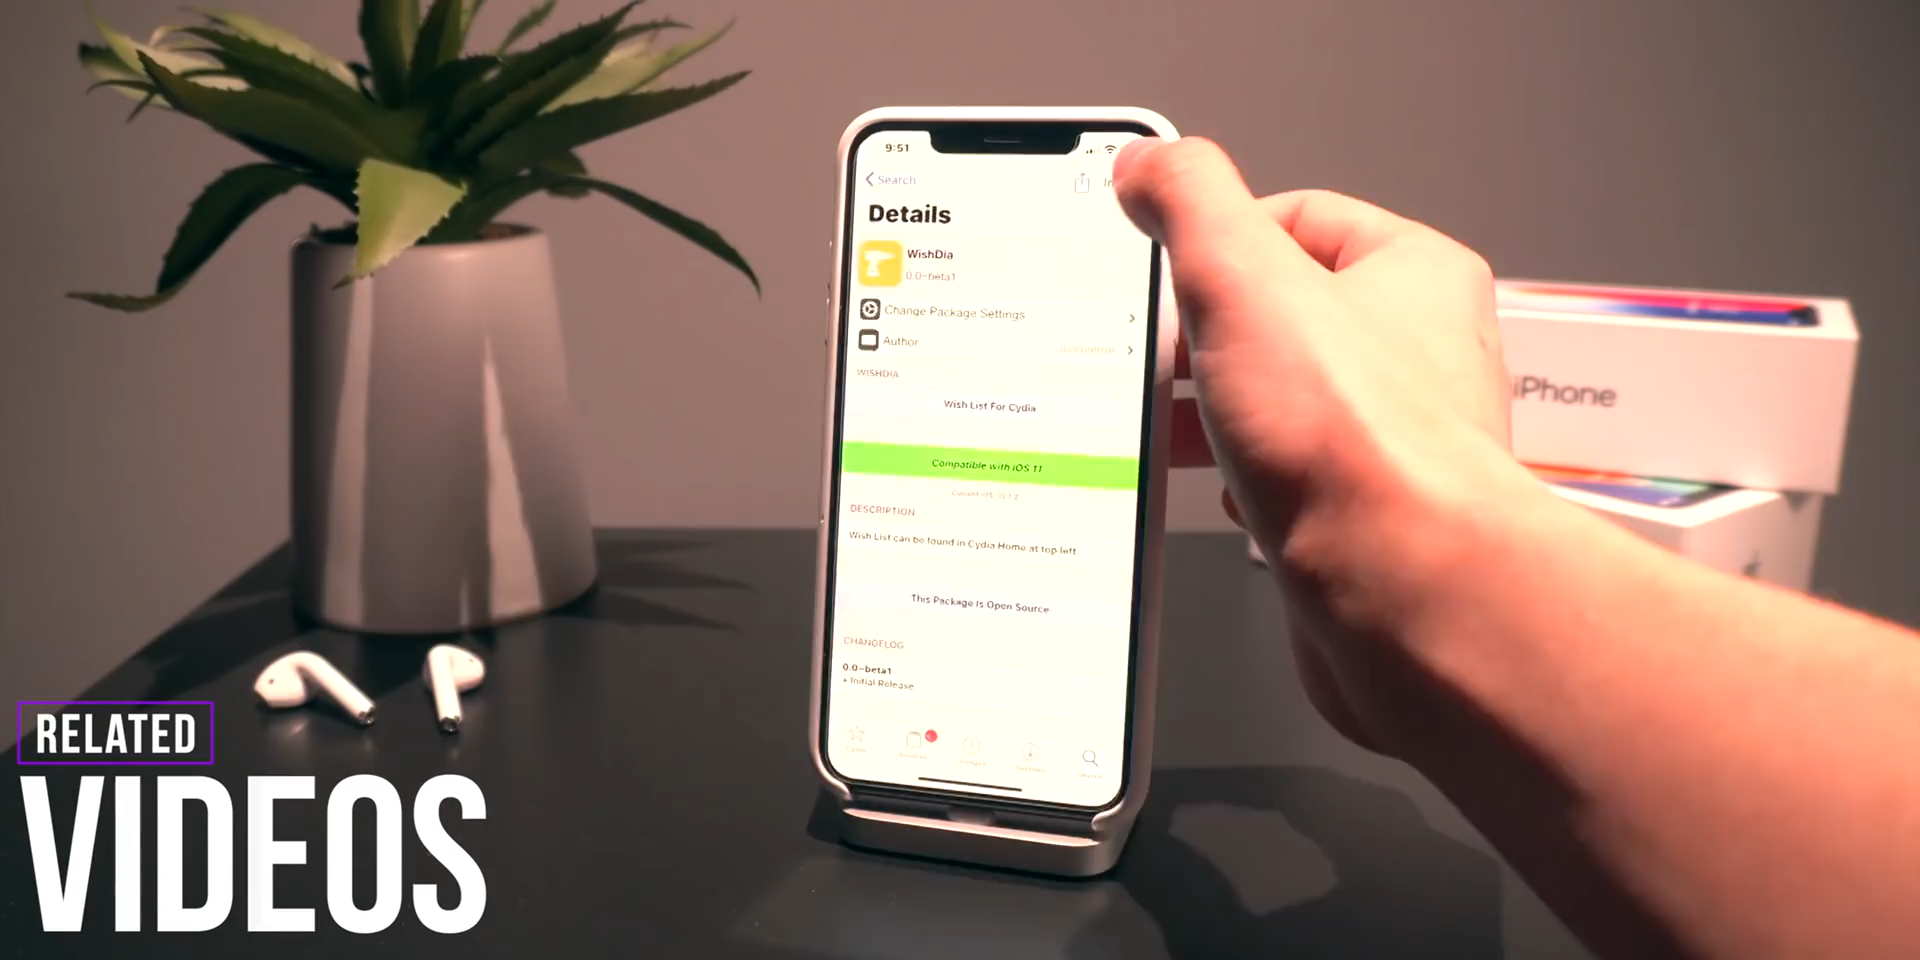 9:51
Search
Details
WishDia
0.0-beta1
Change Package Settings
Author
WISHDIA
Wish List For Cydia
Compatible with iOS 11
DESCRIPTION
Wish List can be found in Cydia Home at top left
This Package Is Open Source
CHANGELOG
0.0-beta1
+ Initial Release
iPhone
RELATED
VIDEOS